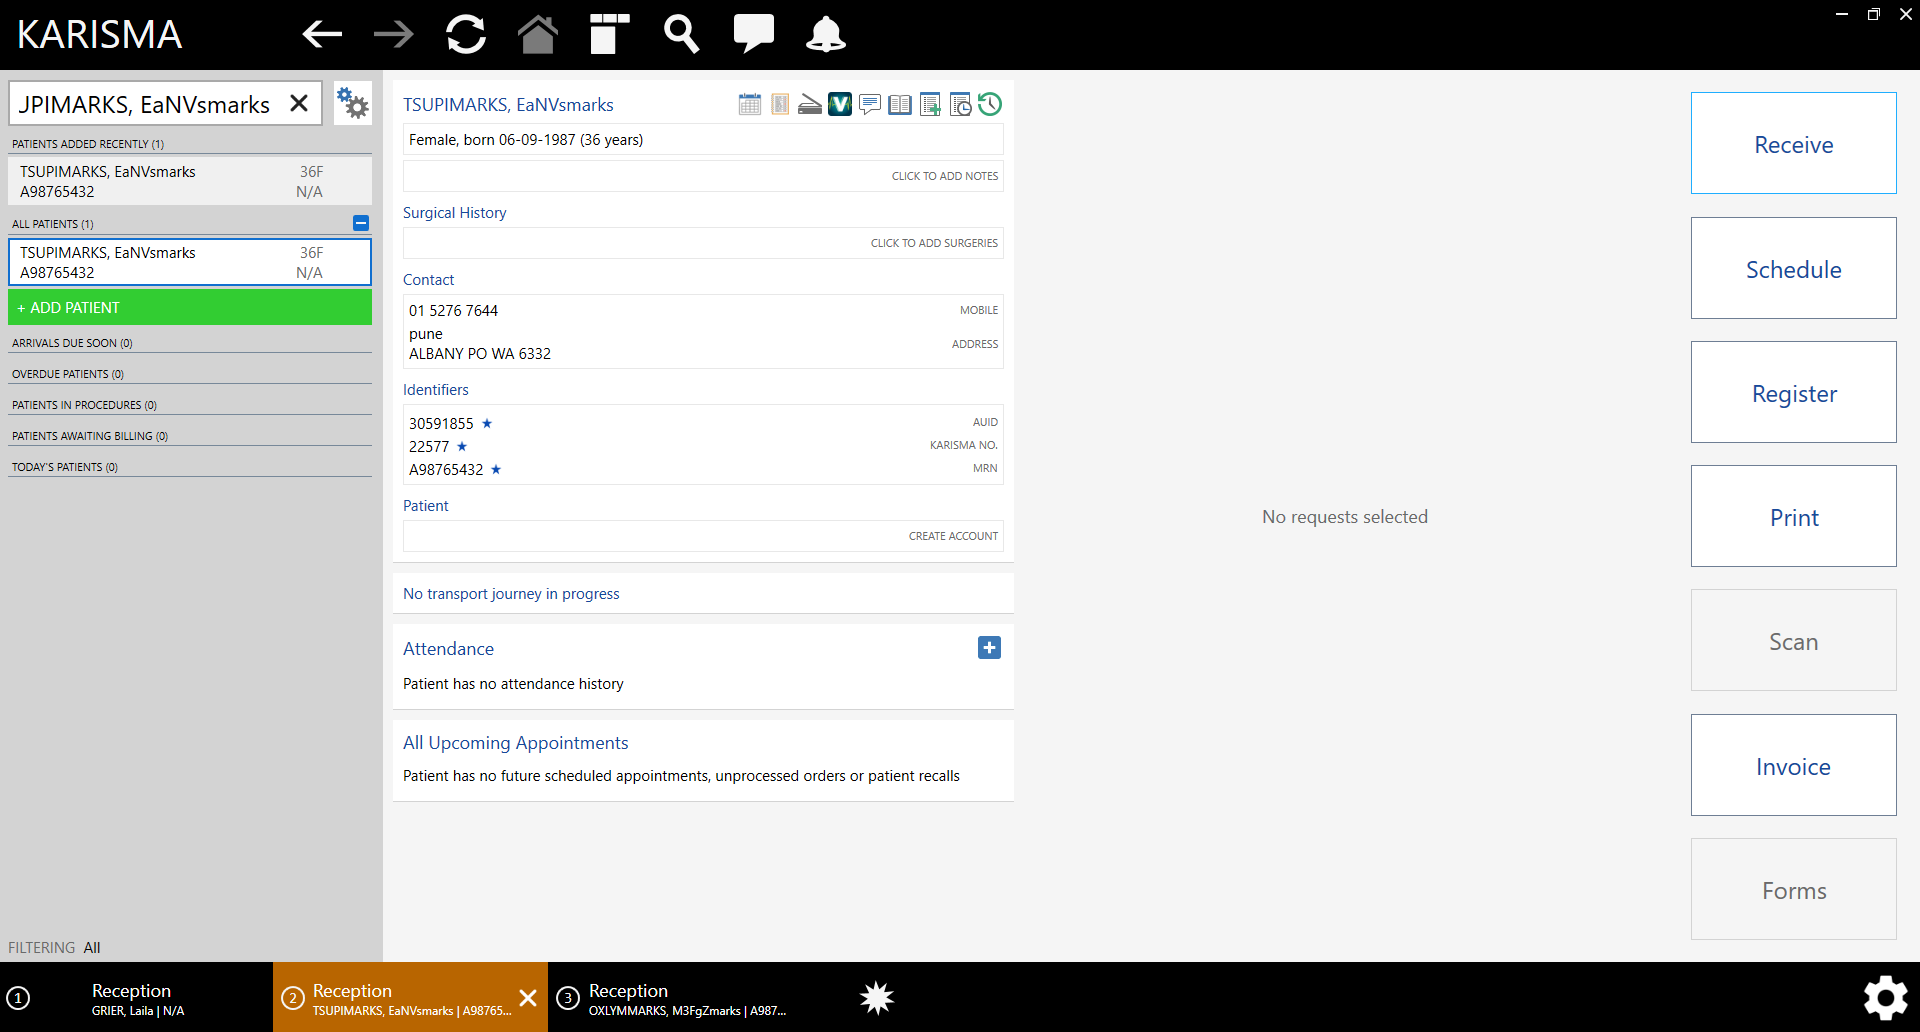 KARISMA
JPIMARKS, EaNVsmarks
PATIENTS ADDED RECENTLY (1)
TSUPIMARKS, EaNVsmarks 36F
A98765432 N/A
ALL PATIENTS (1)
TSUPIMARKS, EaNVsmarks 36F
A98765432 N/A
+ ADD PATIENT
ARRIVALS DUE SOON (0)
OVERDUE PATIENTS (0)
PATIENTS IN PROCEDURES (0)
PATIENTS AWAITING BILLING (0)
TODAY'S PATIENTS (0)
FILTERING All
TSUPIMARKS, EaNVsmarks
V
Female, born 06-09-1987 (36 years)
CLICK TO ADD NOTES
Surgical History
CLICK TO ADD SURGERIES
Contact
01 5276 7644 MOBILE
pune
ALBANY PO WA 6332 ADDRESS
Identifiers
30591855 ★ AUID
22577 ★ KARISMA NO.
A98765432 ★ MRN
Patient
CREATE ACCOUNT
No transport journey in progress
Attendance
Patient has no attendance history
All Upcoming Appointments
Patient has no future scheduled appointments, unprocessed orders or patient recalls
No requests selected
Receive
Schedule
Register
Print
Scan
Invoice
Forms
1 Reception
GRIER, Laila | N/A
2 Reception
TSUPIMARKS, EaNVsmarks | A98765...
3 Reception
OXLYMMARKS, M3FgZmarks | A987...